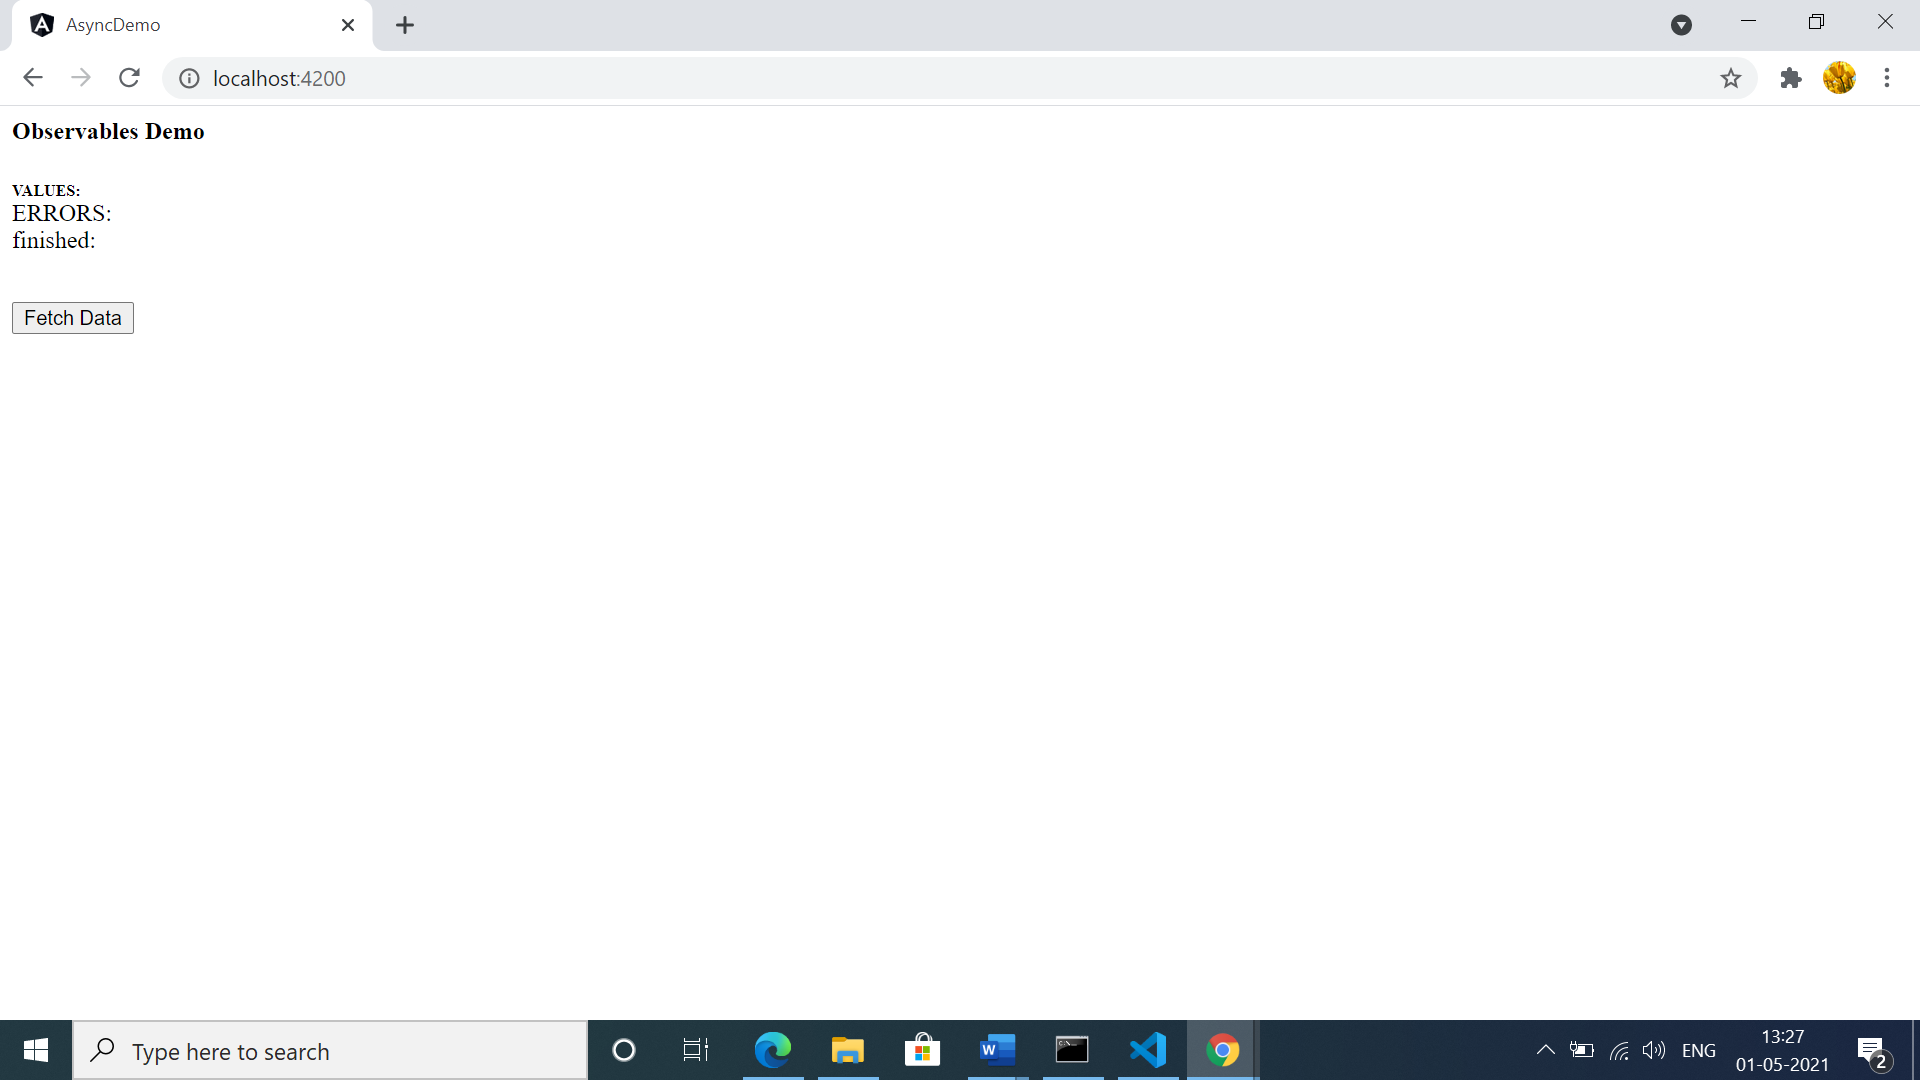 AsyncDemo
localhost:4200
Observables Demo
VALUES:
ERRORS:
finished:
Fetch Data
Type here to search
ENG
13:27
01-05-2021
2